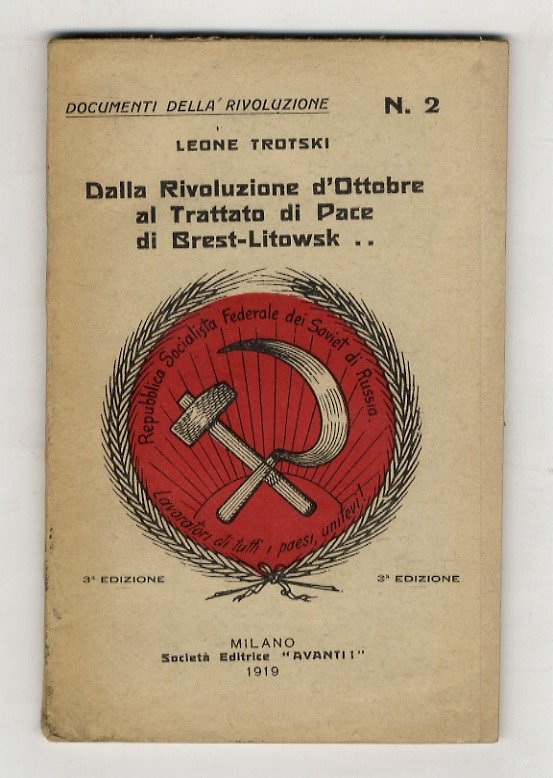 DOCUMENTI DELLA RIVOLUZIONE
N. 2
LEONE TROTSKI
Dalla Rivoluzione d'Ottobre
al Trattato di Pace
di Brest-Litowsk ..
Repubblica Socialista Federale dei Soviet di Russia.
Lavoratori di tutti i paesi, unitevi!
3ª EDIZIONE
3ª EDIZIONE
MILANO
Società Editrice "AVANTI!"
1919